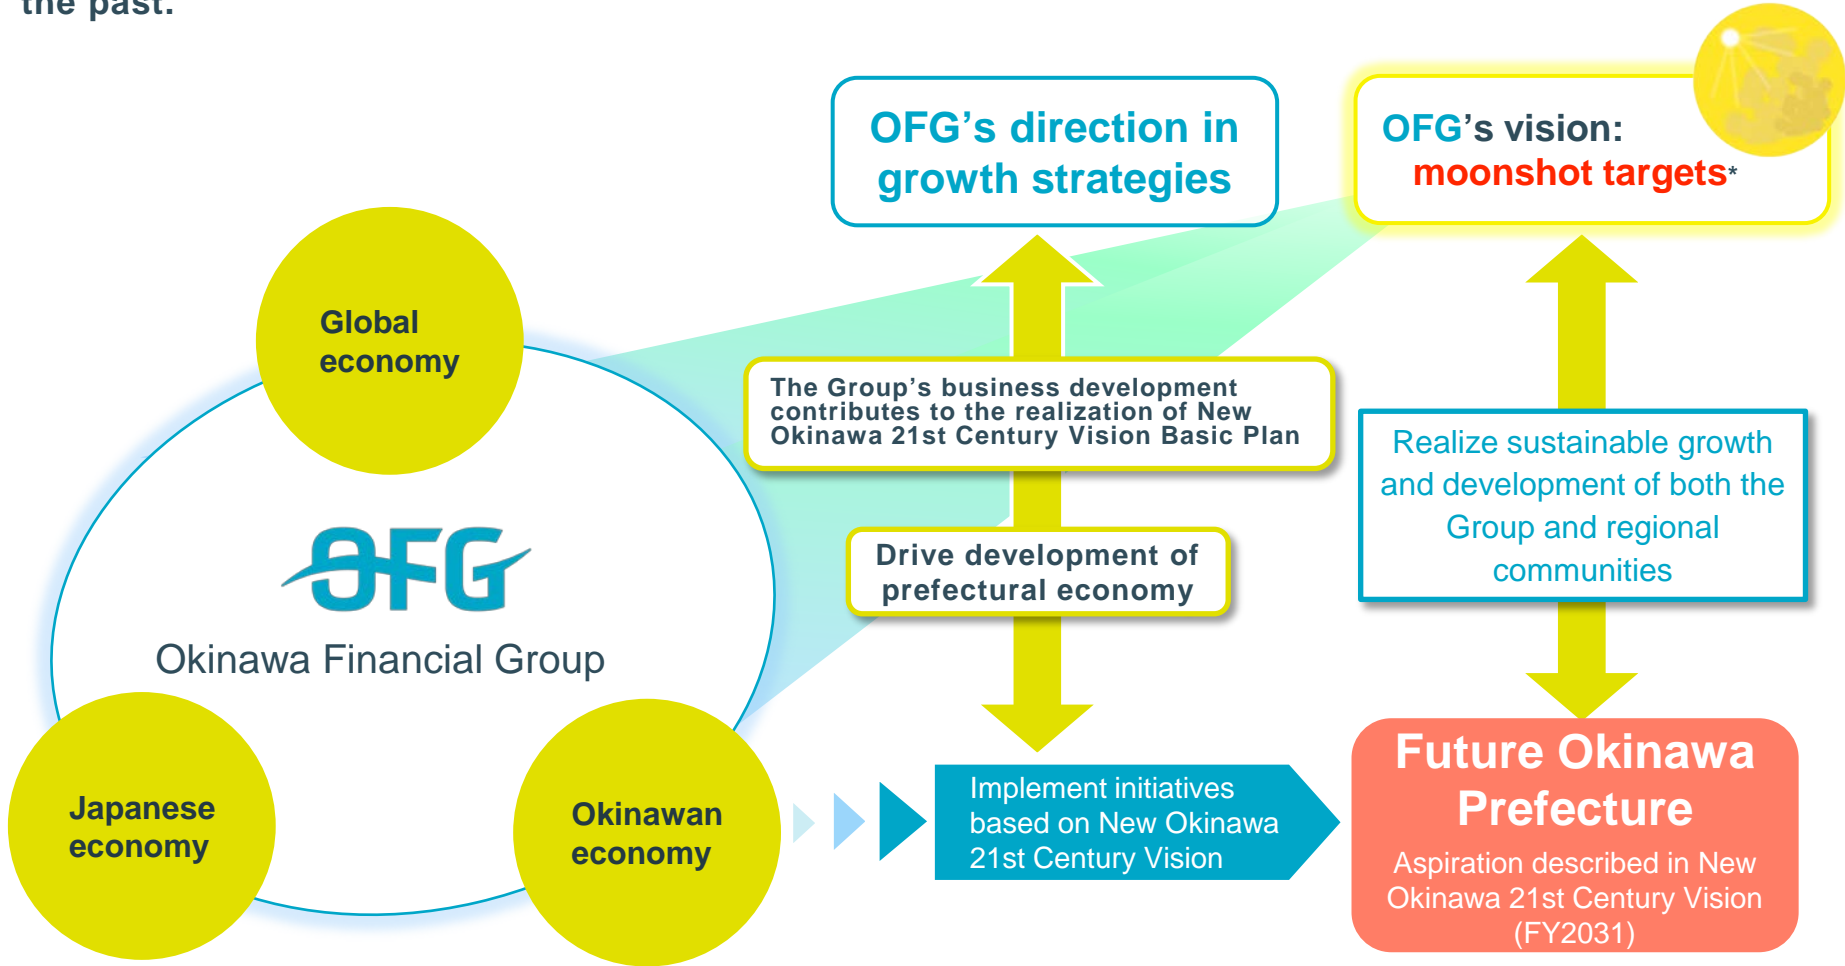 the past.
OFG’s direction in
growth strategies
OFG’s vision:
moonshot targets*
Global
economy
The Group’s business development
contributes to the realization of New
Okinawa 21st Century Vision Basic Plan
Realize sustainable growth
and development of both the
Group and regional
communities
OFG
Okinawa Financial Group
Drive development of
prefectural economy
Japanese
economy
Okinawan
economy
Implement initiatives
based on New Okinawa
21st Century Vision
Future Okinawa
Prefecture
Aspiration described in New
Okinawa 21st Century Vision
(FY2031)